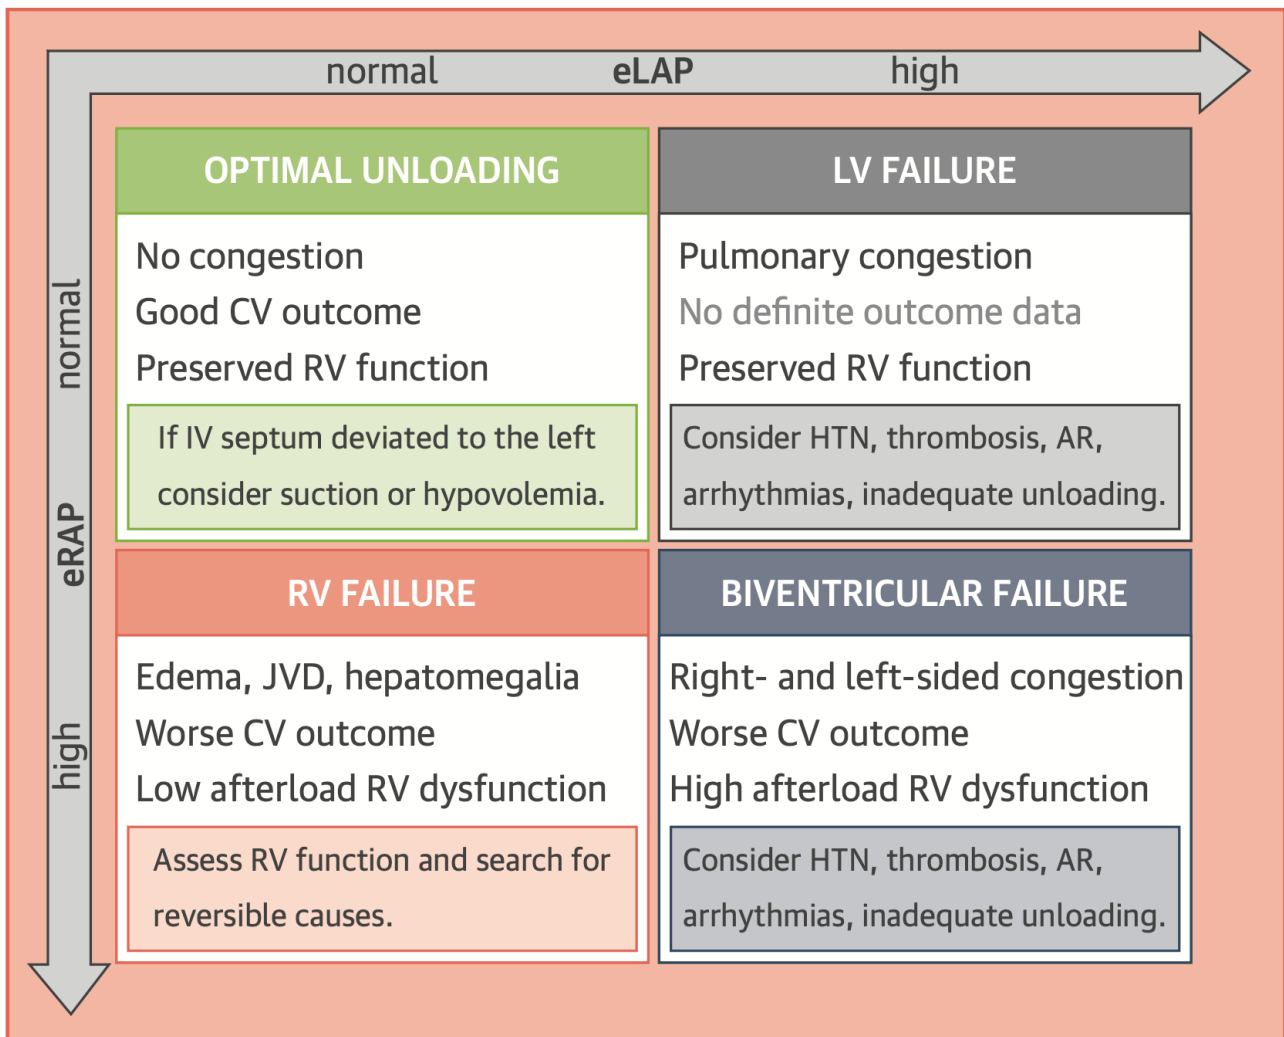 normal eLAP high
eRAP
normal
high
OPTIMAL UNLOADING
No congestion
Good CV outcome
Preserved RV function
If IV septum deviated to the left
consider suction or hypovolemia.
LV FAILURE
Pulmonary congestion
No definite outcome data
Preserved RV function
Consider HTN, thrombosis, AR,
arrhythmias, inadequate unloading.
RV FAILURE
Edema, JVD, hepatomegalia
Worse CV outcome
Low afterload RV dysfunction
Assess RV function and search for
reversible causes.
BIVENTRICULAR FAILURE
Right- and left-sided congestion
Worse CV outcome
High afterload RV dysfunction
Consider HTN, thrombosis, AR,
arrhythmias, inadequate unloading.